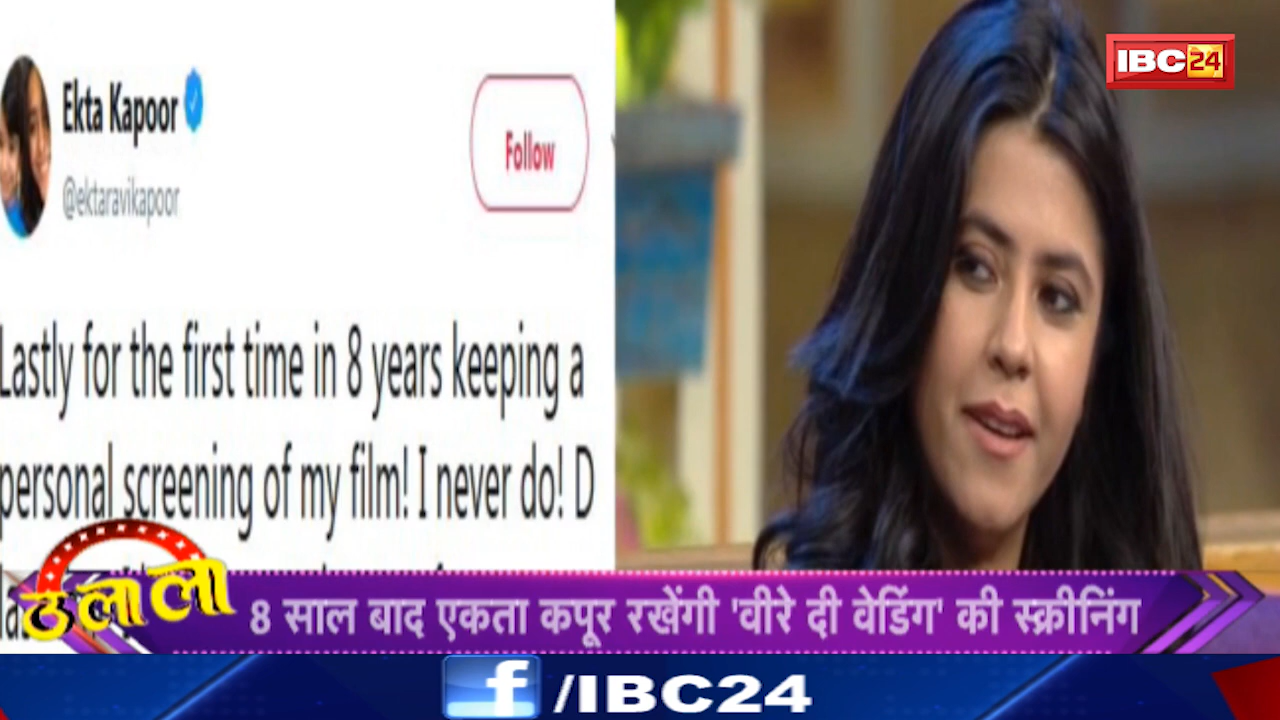 Ekta Kapoor
@ektaravikapoor
Follow
Lastly for the first time in 8 years keeping a
personal screening of my film! I never do! D
IBC24
उलाला
8 साल बाद एकता कपूर रखेंगी 'वीरे दी वेडिंग' की स्क्रीनिंग
f/IBC24